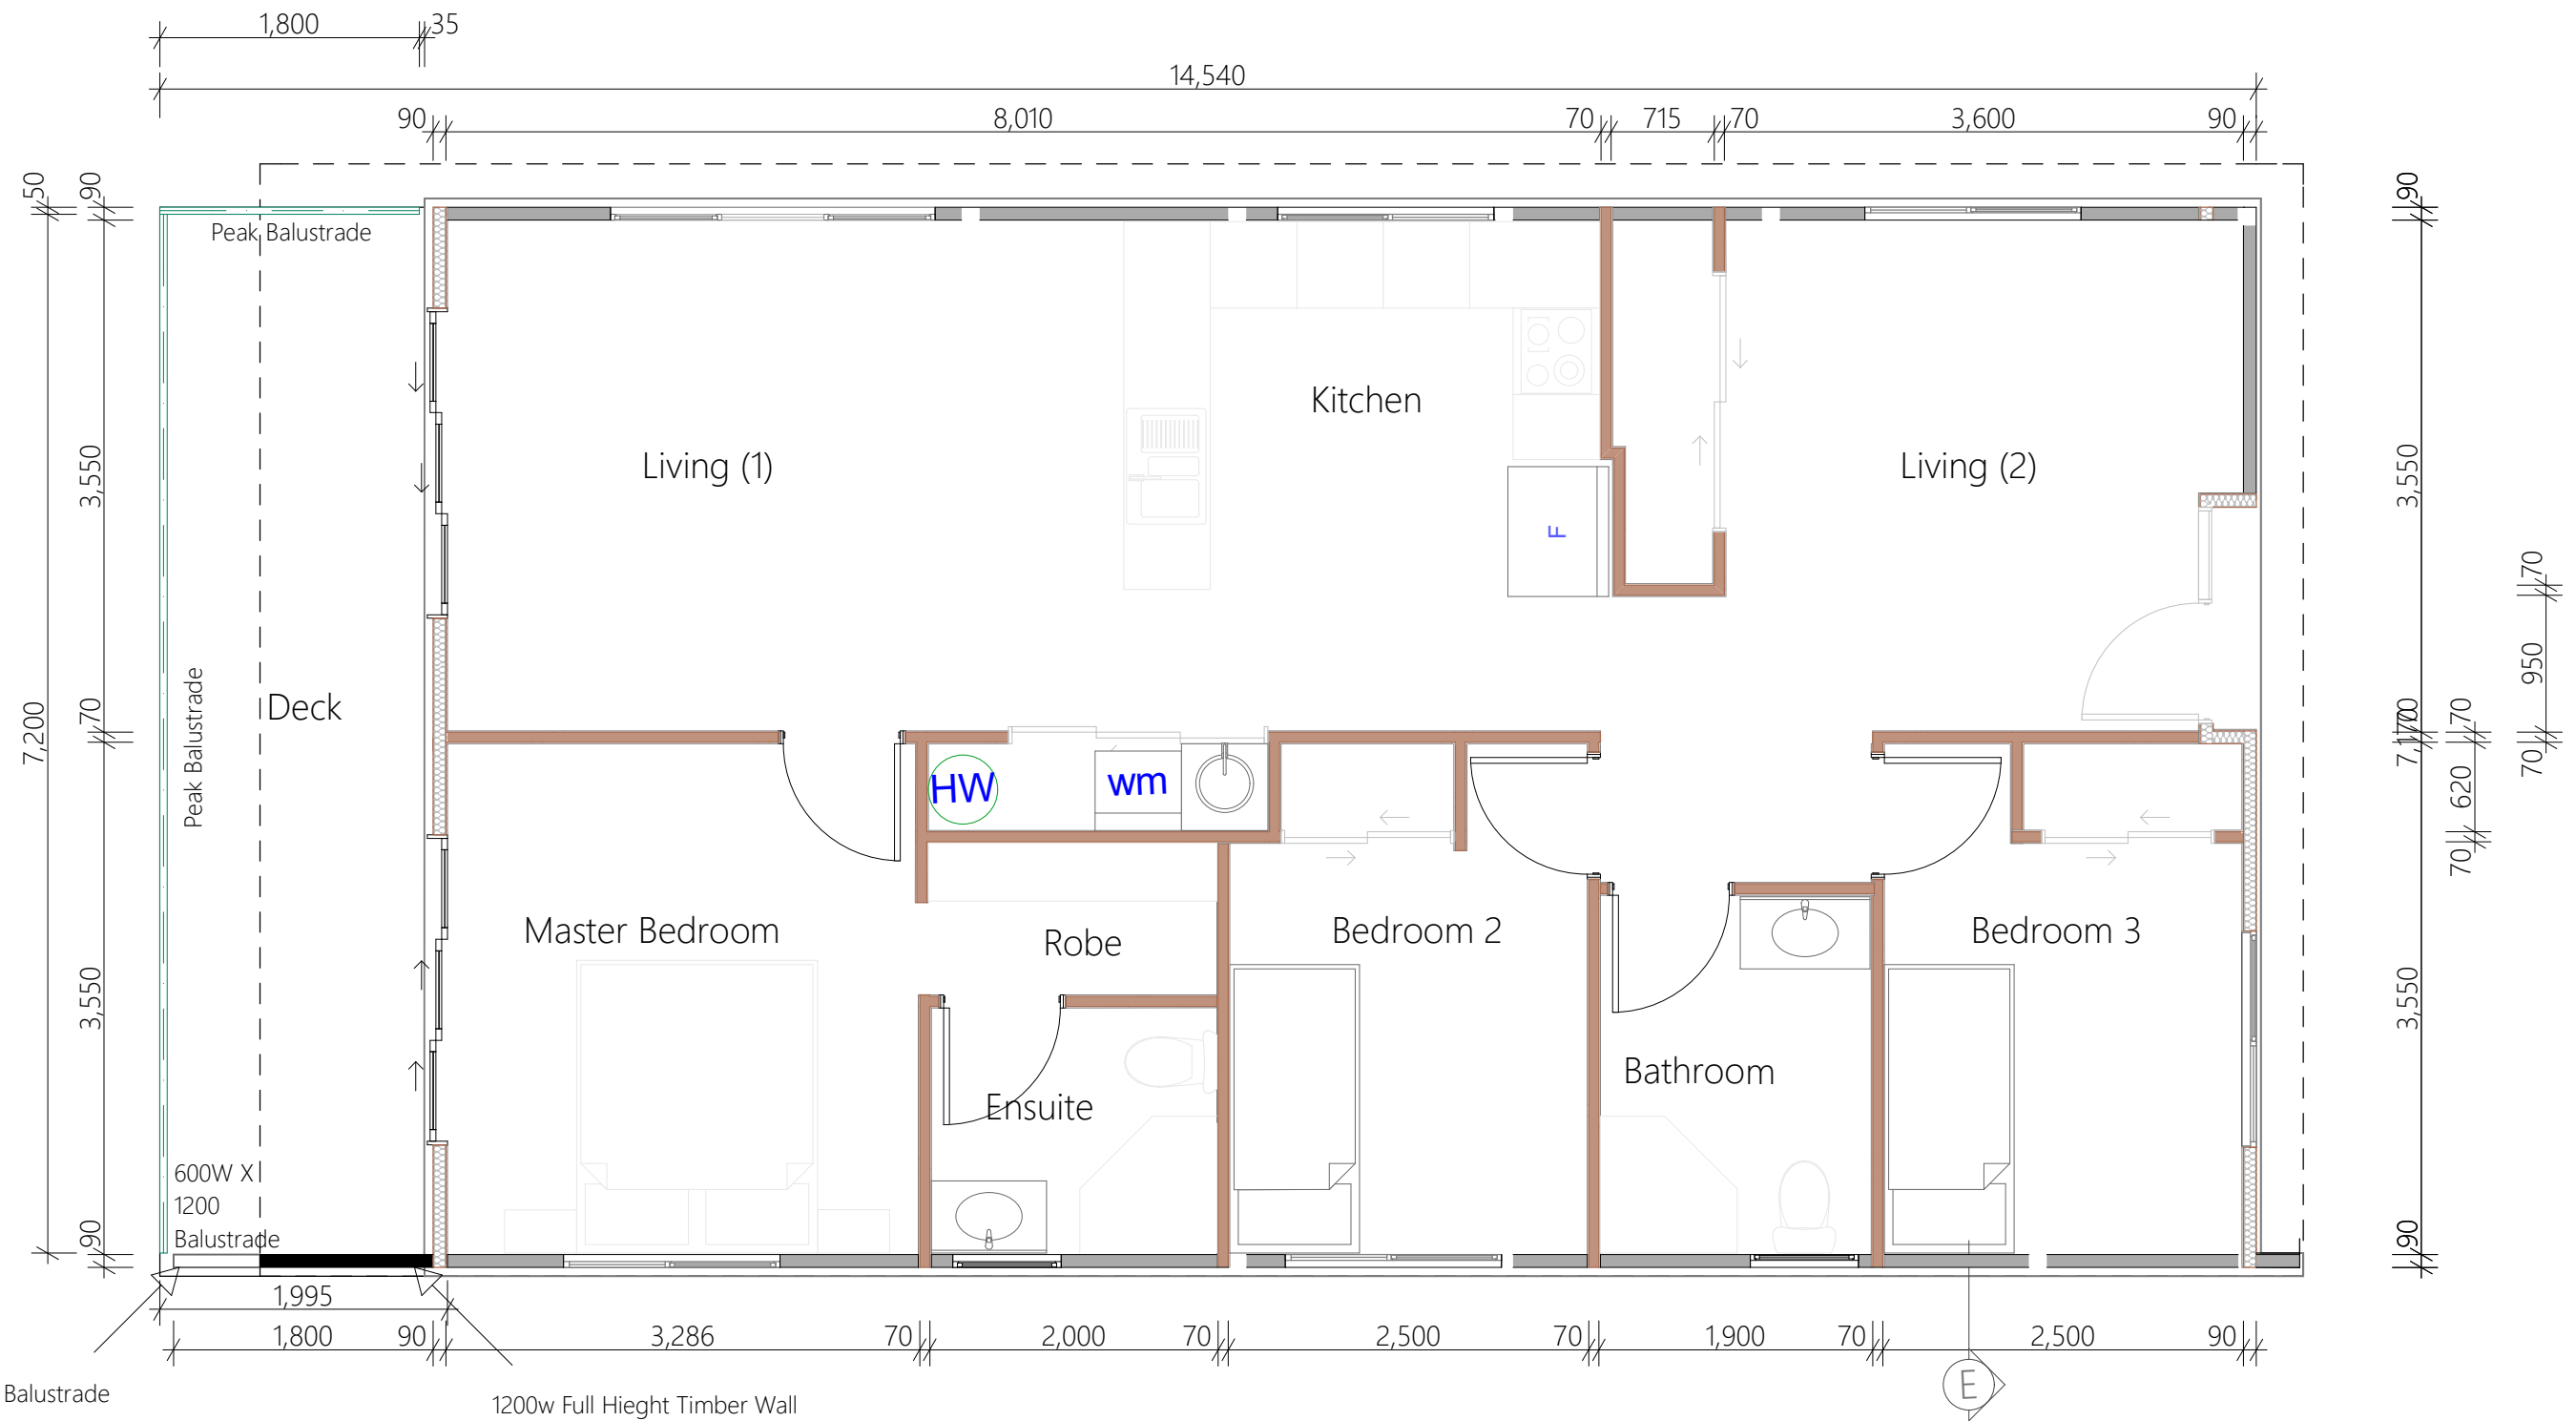 1,800 35
14,540
90 8,010 70 715 70 3,600 90
50 90 90
Peak Balustrade
Kitchen
Living (1) Living (2)
3,550 3,550
F
70
950
70
Peak Balustrade
Deck
7,200
70 70
7,170
70
620
70
HW wm
Master Bedroom Robe Bedroom 2 Bedroom 3
3,550 3,550
Bathroom
Ensuite
600W X
1200
Balustrade
90 90
1,995
1,800 90 3,286 70 2,000 70 2,500 70 1,900 70 2,500 90
E
Balustrade
1200w Full Hieght Timber Wall